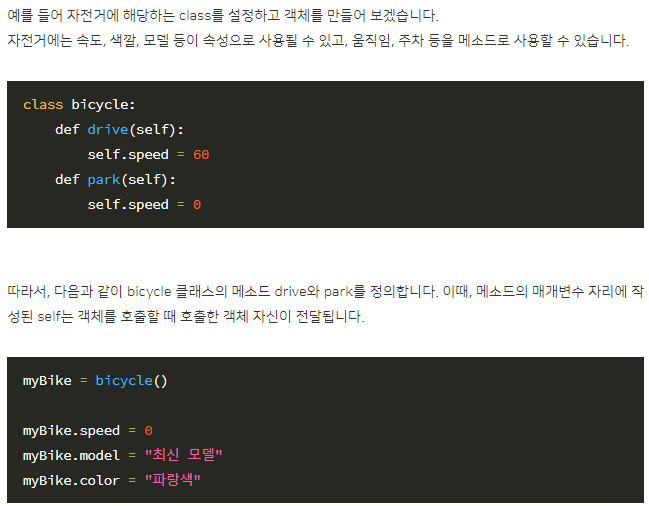 예를 들어 자전거에 해당하는 class를 설정하고 객체를 만들어 보겠습니다.
자전거에는 속도, 색깔, 모델 등이 속성으로 사용될 수 있고, 움직임, 주차 등을 메소드로 사용할 수 있습니다.
class bicycle:
    def drive(self):
        self.speed = 60
    def park(self):
        self.speed = 0
따라서, 다음과 같이 bicycle 클래스의 메소드 drive와 park를 정의합니다. 이때, 메소드의 매개변수 자리에 작
성된 self는 객체를 호출할 때 호출한 객체 자신이 전달됩니다.
myBike = bicycle()
myBike.speed = 0
myBike.model = "최신 모델"
myBike.color = "파랑색"